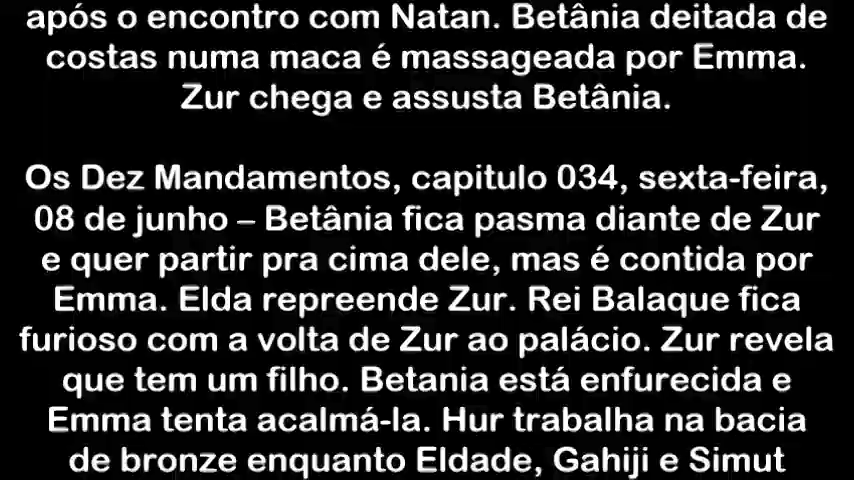 após o encontro com Natan. Betânia deitada de
costas numa maca é massageada por Emma.
Zur chega e assusta Betânia.
Os Dez Mandamentos, capitulo 034, sexta-feira,
08 de junho – Betânia fica pasma diante de Zur
e quer partir pra cima dele, mas é contida por
Emma. Elda repreende Zur. Rei Balaque fica
furioso com a volta de Zur ao palácio. Zur revela
que tem um filho. Betania está enfurecida e
Emma tenta acalmá-la. Hur trabalha na bacia
de bronze enquanto Eldade, Gahiji e Simut